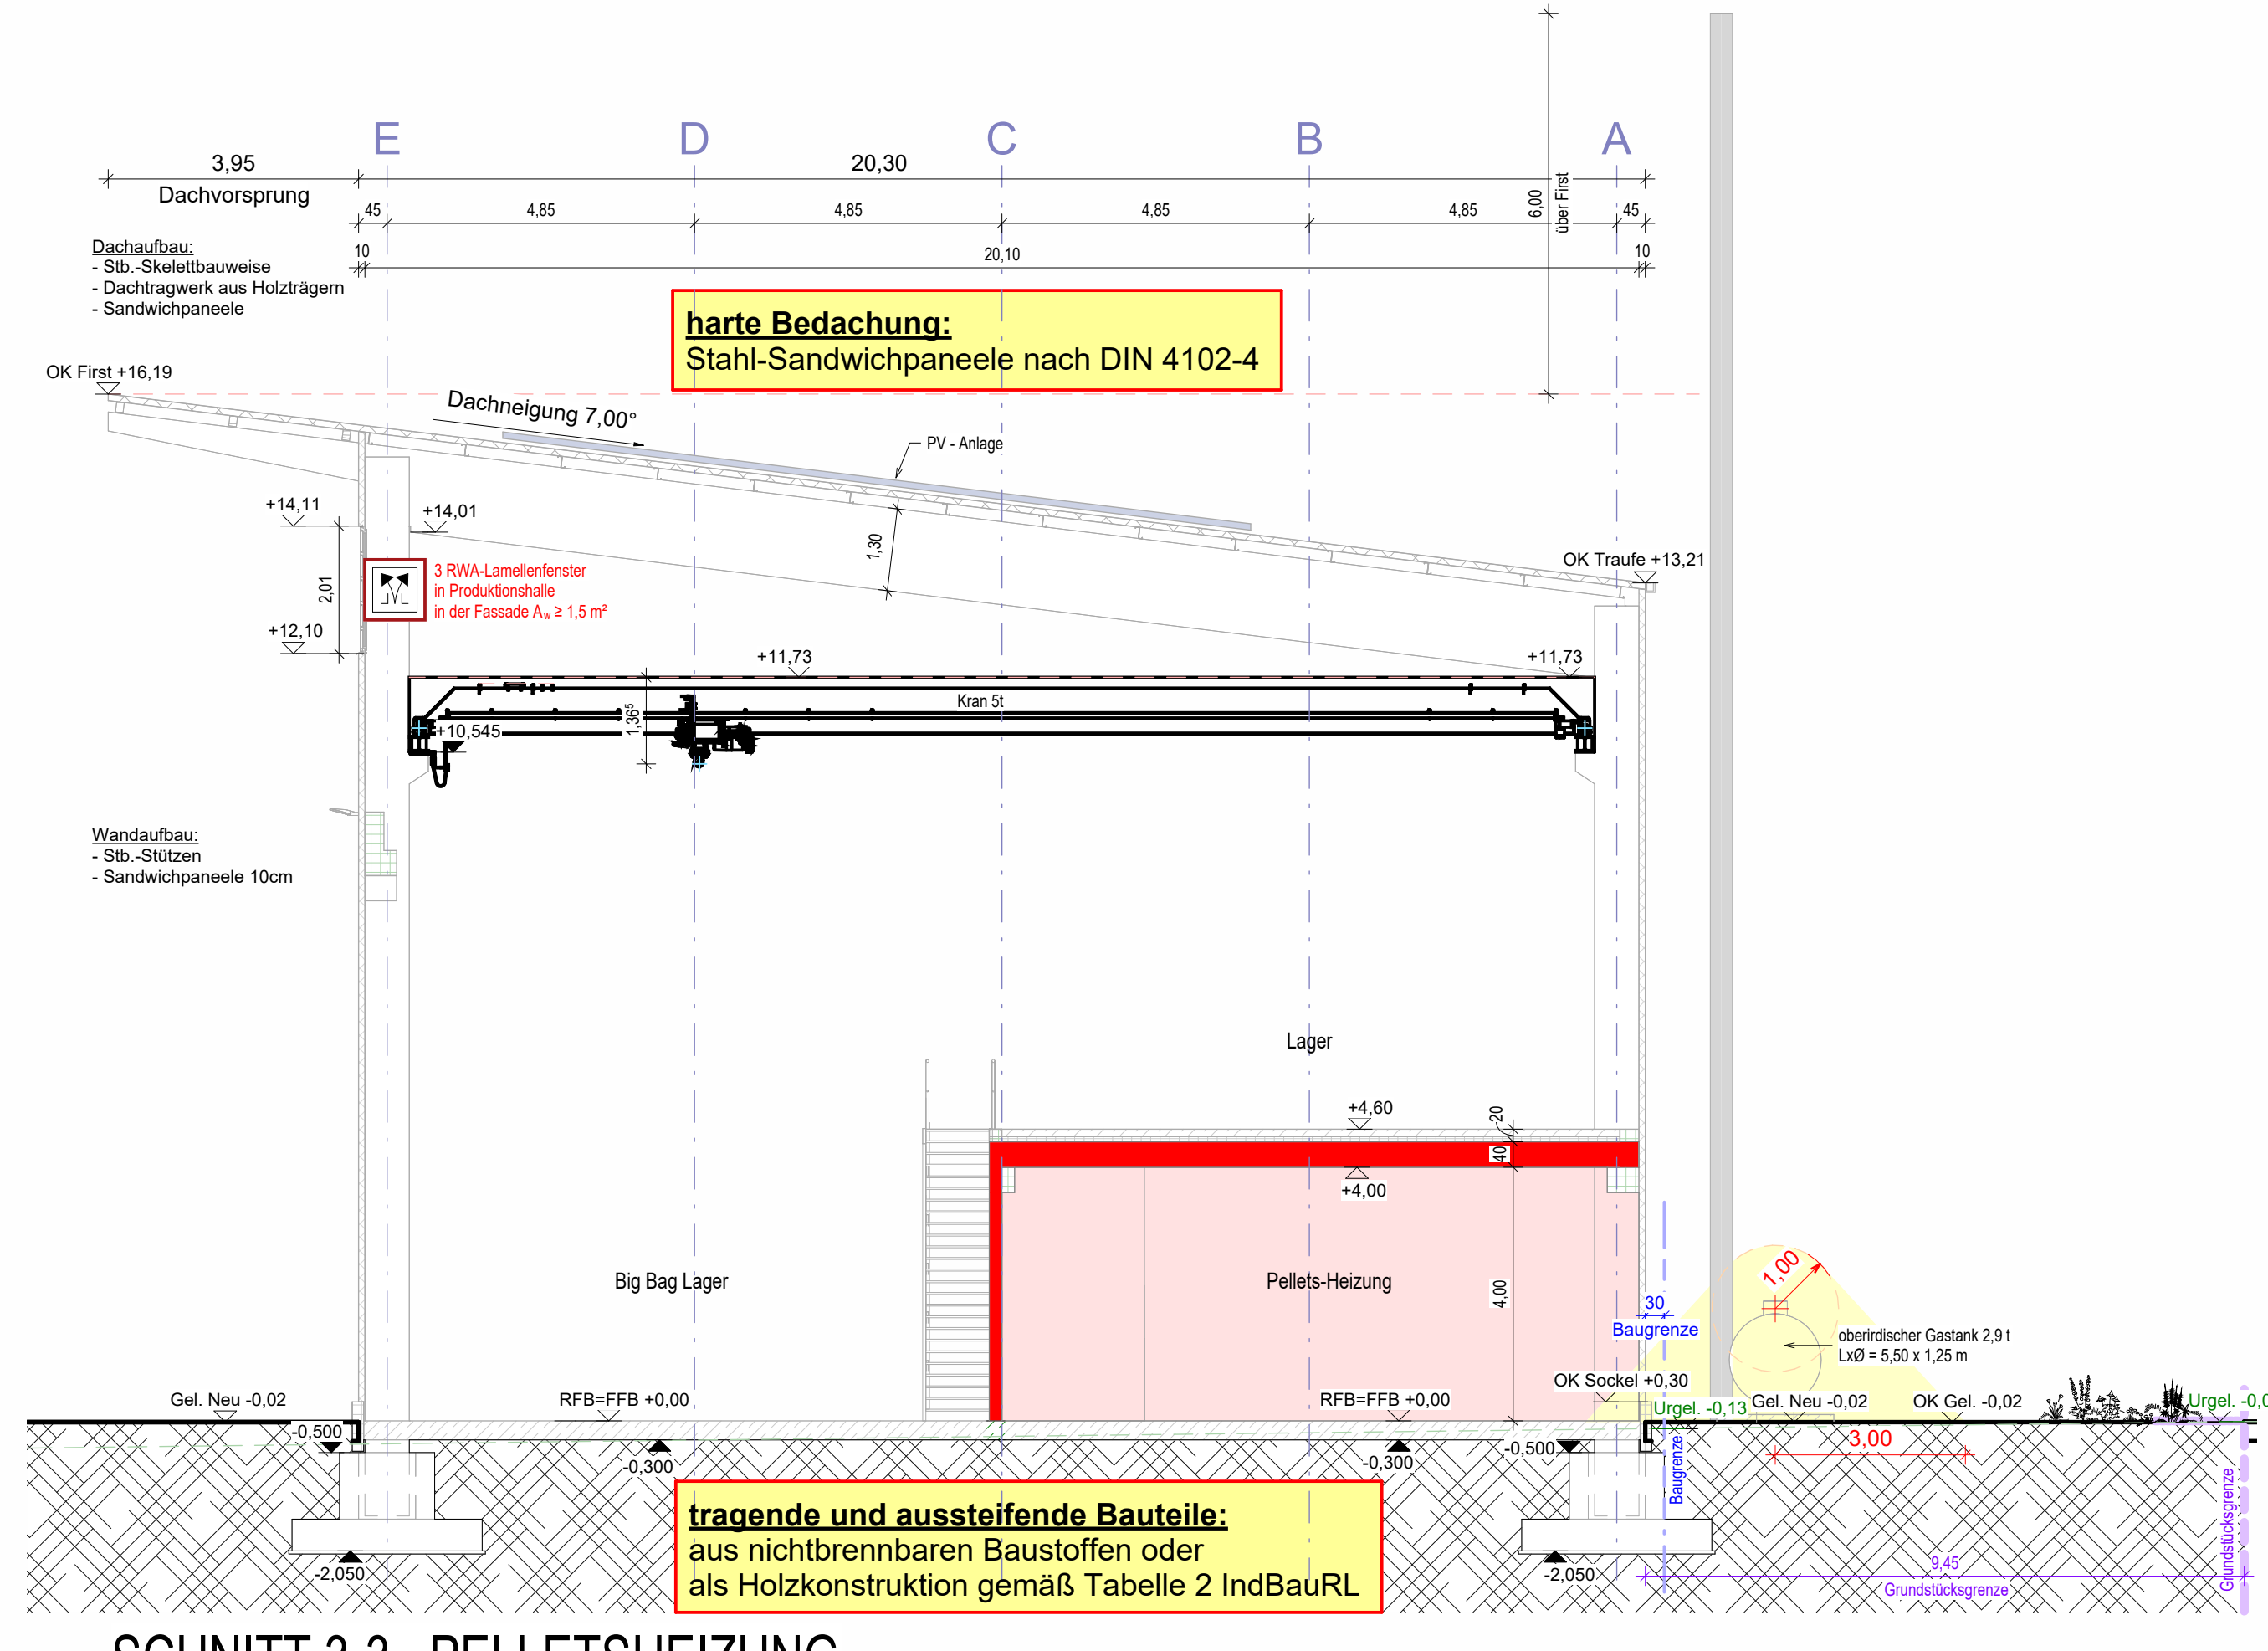 E D C B A
3,95
20,30
Dachvorsprung
45
4,85
4,85
4,85
4,85
45
6,00
über First
10
20,10
10
Dachaufbau:
- Stb.-Skelettbauweise
- Dachtragwerk aus Holzträgern
- Sandwichpaneele
harte Bedachung:
Stahl-Sandwichpaneele nach DIN 4102-4
OK First +16,19
Dachneigung 7,00°
PV - Anlage
+14,11
+14,01
1,30
OK Traufe +13,21
2,01
3 RWA-Lamellenfenster
in Produktionshalle
in der Fassade Aw ≥ 1,5 m²
+12,10
+11,73
+11,73
Kran 5t
1,36⁵
+10,545
Wandaufbau:
- Stb.-Stützen
- Sandwichpaneele 10cm
Lager
+4,60
20
40
+4,00
Big Bag Lager
Pellets-Heizung
4,00
1,00
30
Baugrenze
oberirdischer Gastank 2,9 t
LxØ = 5,50 x 1,25 m
OK Sockel +0,30
Gel. Neu -0,02
RFB=FFB +0,00
RFB=FFB +0,00
Urgel. -0,13
Gel. Neu -0,02
OK Gel. -0,02
Urgel. -0,0
-0,500
-0,300
-0,300
-0,500
3,00
Baugrenze
Grundstücksgrenze
tragende und aussteifende Bauteile:
aus nichtbrennbaren Baustoffen oder
als Holzkonstruktion gemäß Tabelle 2 IndBauRL
-2,050
-2,050
9,45
Grundstücksgrenze
PELLETSHEIZUNG